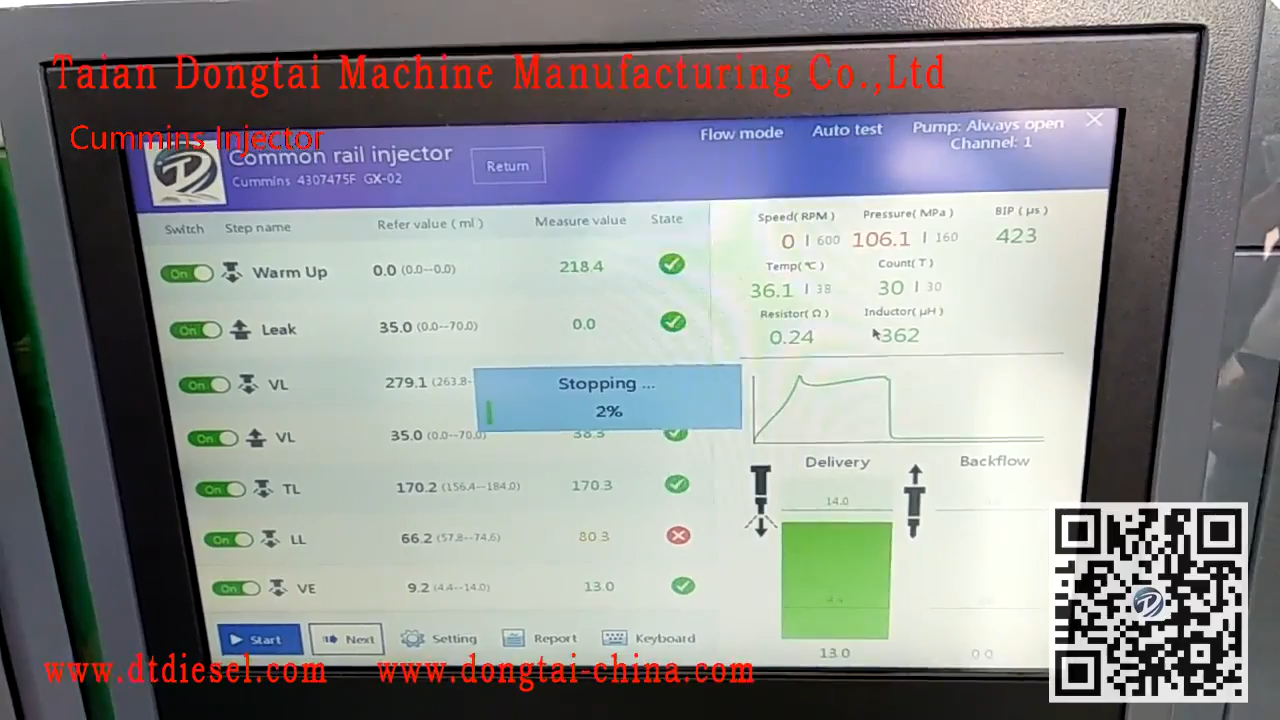 Taian Dongtai Machine Manufacturing Co.,Ltd
Cummins Injector
Common rail injector
Cummins 4307475F GX-02
Return
Flow mode
Auto test
Pump: Always open
Channel: 1
Switch Step name Refer value ( ml ) Measure value State
On Warm Up 0.0 (0.0--0.0) 218.4
On Leak 35.0 (0.0--70.0) 0.0
On VL 279.1 (263.8-
On VL 35.0 (0.0--70.0) 38.3
On TL 170.2 (156.4--184.0) 170.3
On LL 66.2 (57.8--74.6) 80.3
On VE 9.2 (4.4--14.0) 13.0
Stopping ...
2%
Start Next Setting Report Keyboard
Speed( RPM ) Pressure( MPa ) BIP ( µs )
0 | 600 106.1 | 160 423
Temp( ℃ ) Count( T )
36.1 | 38 30 | 30
Resistor( Ω ) Inductor( µH )
0.24 362
Delivery Backflow
14.0
4.4
13.0 0.0
www.dtdiesel.com www.dongtai-china.com